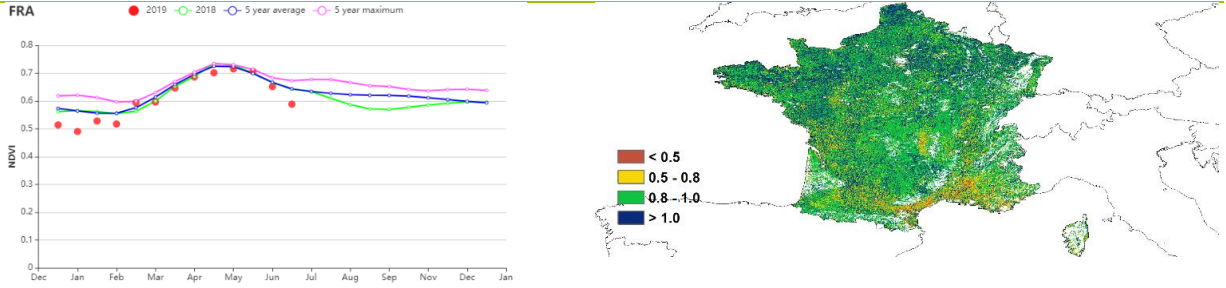 FRA
2019 2018 5 year average 5 year maximum
0.8
0.7
0.6
0.5
0.4
0.3
0.2
0.1
0
NDVI
Dec Jan Feb Mar Apr May Jun Jul Aug Sep Oct Nov Dec Jan
< 0.5
0.5 - 0.8
0.8 - 1.0
> 1.0